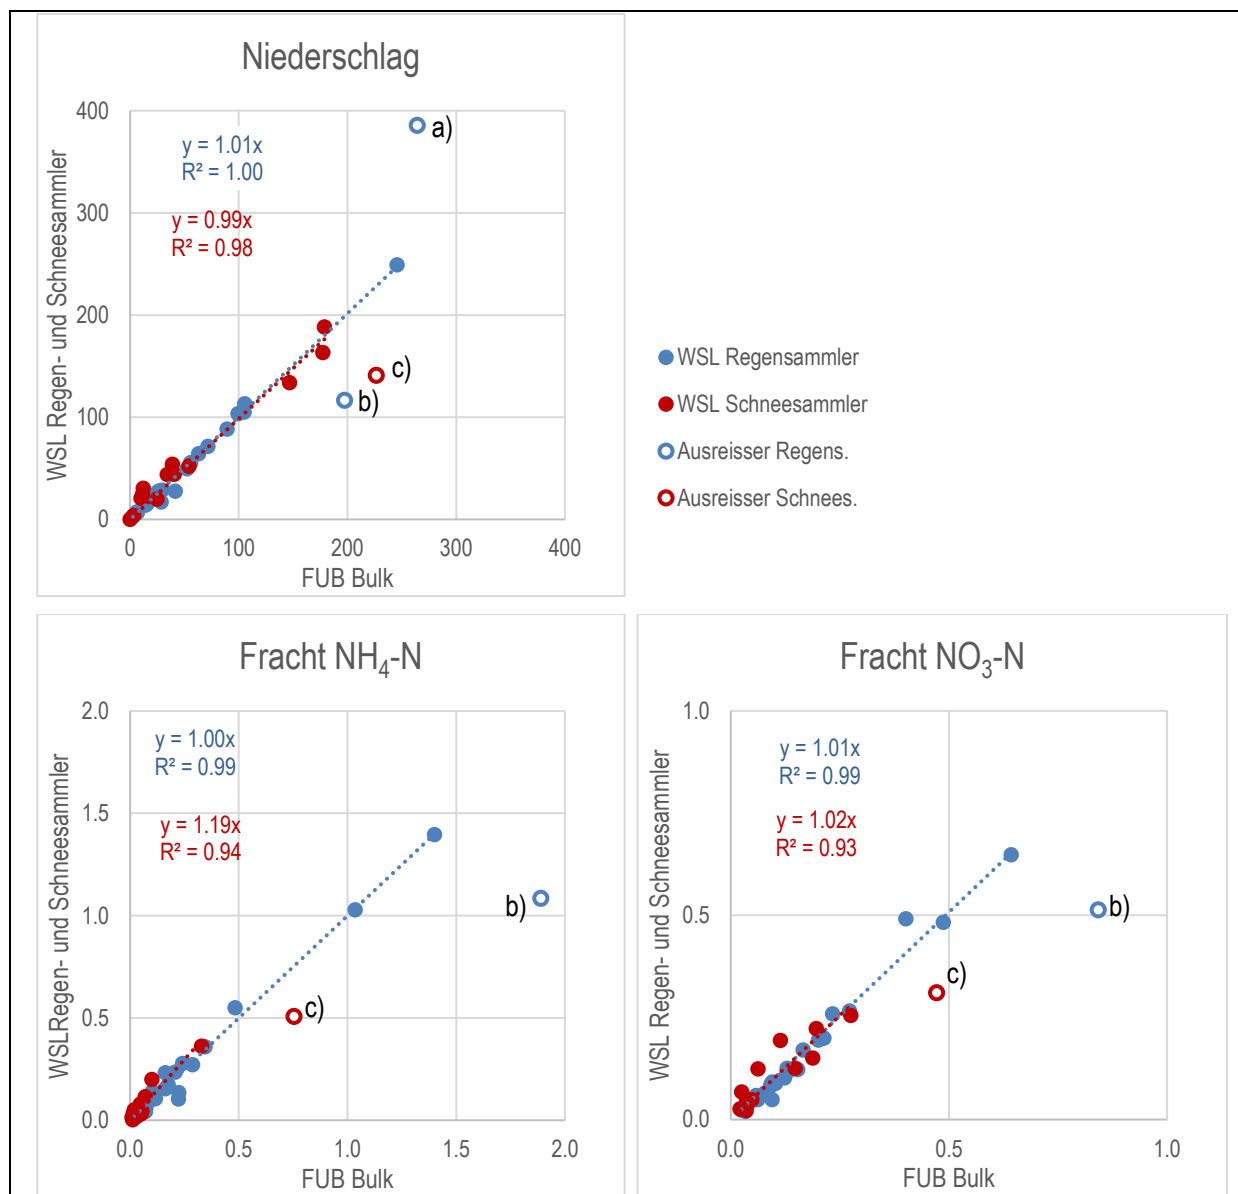 Niederschlag
WSL Regen- und Schneesammler
400
300
200
100
0
y = 1.01x
R² = 1.00
y = 0.99x
R² = 0.98
a)
b)
c)
0 100 200 300 400
FUB Bulk
WSL Regensammler
WSL Schneesammler
Ausreisser Regens.
Ausreisser Schnees.
Fracht NH₄-N
WSLRegen- und Schneesammler
2.0
1.5
1.0
0.5
0.0
y = 1.00x
R² = 0.99
y = 1.19x
R² = 0.94
b)
c)
0.0 0.5 1.0 1.5 2.0
FUB Bulk
Fracht NO₃-N
WSL Regen- und Schneesammler
1.0
0.5
0.0
y = 1.01x
R² = 0.99
y = 1.02x
R² = 0.93
b)
c)
0.0 0.5 1.0
FUB Bulk